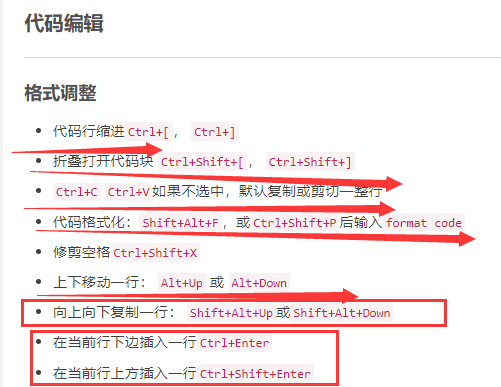 代码编辑
格式调整
代码行缩进 Ctrl+[ ， Ctrl+]
折叠打开代码块 Ctrl+Shift+[ ， Ctrl+Shift+]
Ctrl+C Ctrl+V 如果不选中，默认复制或剪切一整行
代码格式化： Shift+Alt+F ，或 Ctrl+Shift+P 后输入 format code
修剪空格 Ctrl+Shift+X
上下移动一行： Alt+Up 或 Alt+Down
向上向下复制一行： Shift+Alt+Up 或 Shift+Alt+Down
在当前行下边插入一行 Ctrl+Enter
在当前行上方插入一行 Ctrl+Shift+Enter